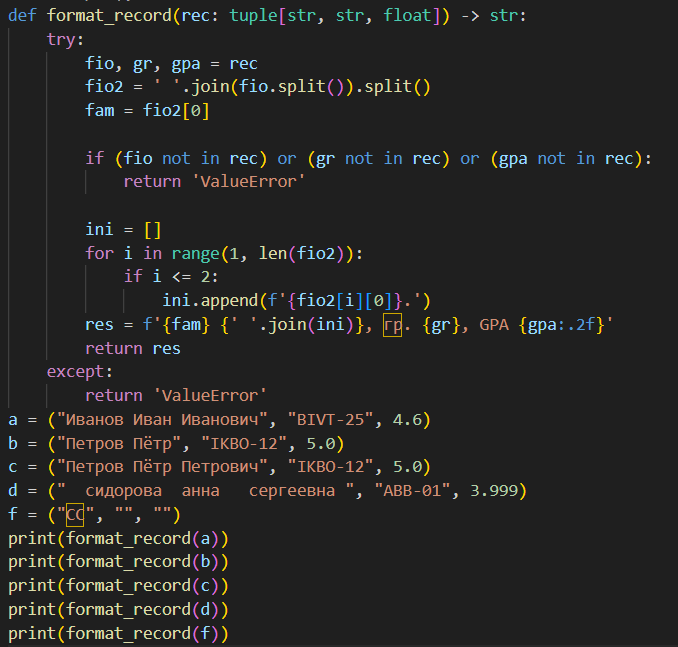 def format_record(rec: tuple[str, str, float]) -> str:
    try:
        fio, gr, gpa = rec
        fio2 = ' '.join(fio.split()).split()
        fam = fio2[0]

        if (fio not in rec) or (gr not in rec) or (gpa not in rec):
            return 'ValueError'

        ini = []
        for i in range(1, len(fio2)):
            if i <= 2:
                ini.append(f'{fio2[i][0]}.')
        res = f'{fam} {' '.join(ini)}, гр. {gr}, GPA {gpa:.2f}'
        return res
    except:
        return 'ValueError'
a = ("Иванов Иван Иванович", "BIVT-25", 4.6)
b = ("Петров Пётр", "IKBO-12", 5.0)
c = ("Петров Пётр Петрович", "IKBO-12", 5.0)
d = ("  сидорова  анна   сергеевна ", "ABB-01", 3.999)
f = ("СС", "", "")
print(format_record(a))
print(format_record(b))
print(format_record(c))
print(format_record(d))
print(format_record(f))